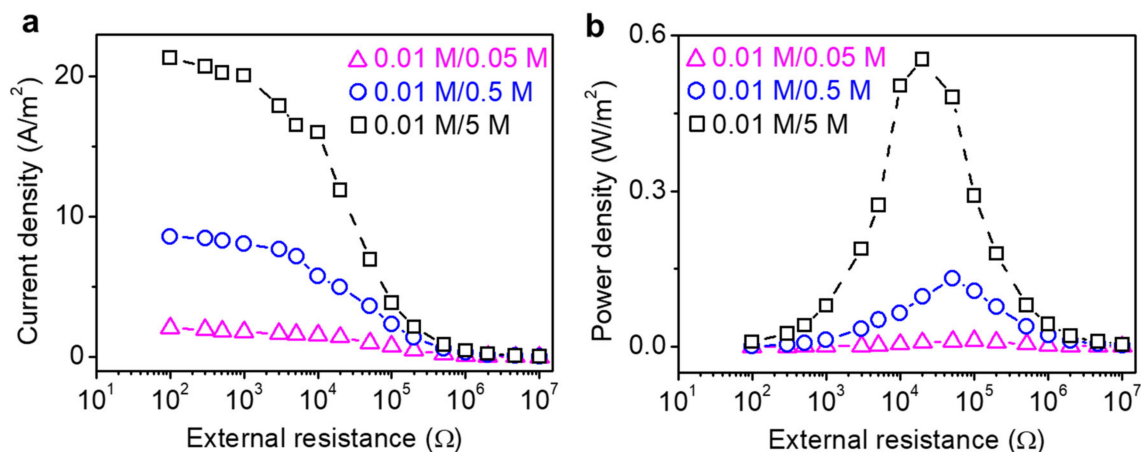 a
Current density (A/m²)
20
10
0
0.01 M/0.05 M
0.01 M/0.5 M
0.01 M/5 M
10¹ 10² 10³ 10⁴ 10⁵ 10⁶ 10⁷
External resistance (Ω)
b
Power density (W/m²)
0.6
0.3
0.0
0.01 M/0.05 M
0.01 M/0.5 M
0.01 M/5 M
10¹ 10² 10³ 10⁴ 10⁵ 10⁶ 10⁷
External resistance (Ω)